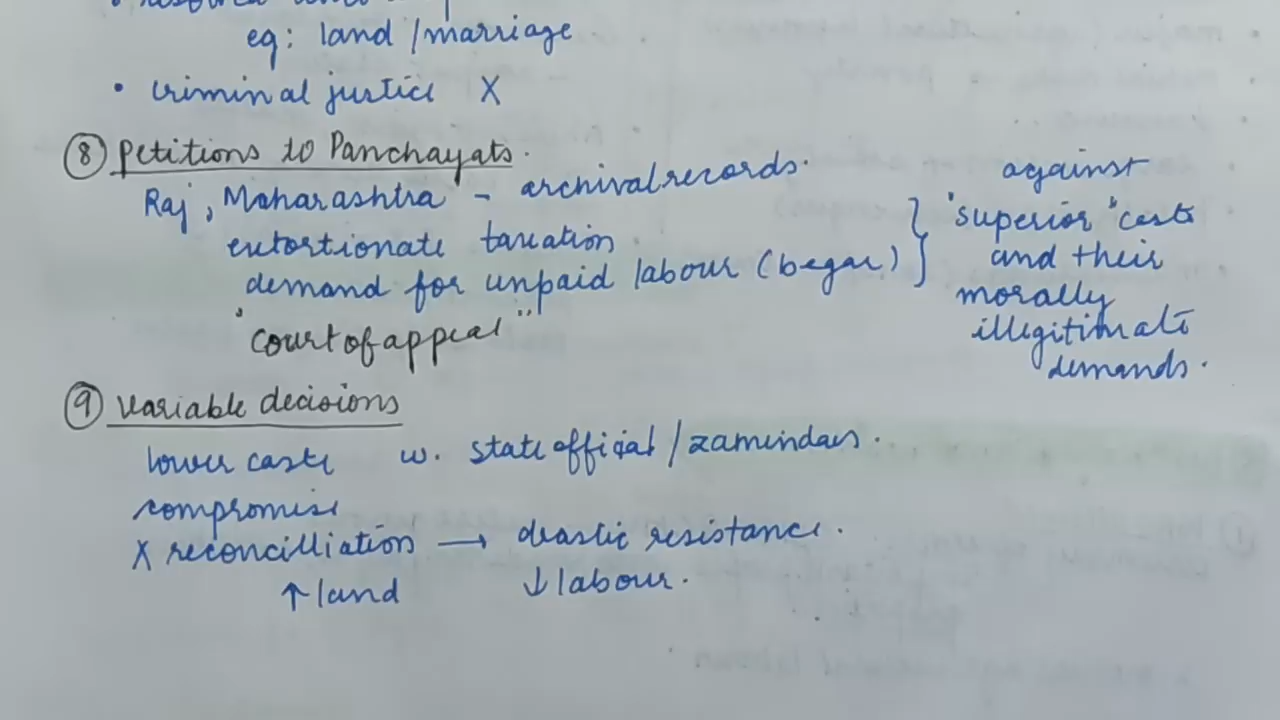 eg: land / marriage
• criminal justice X
⑧ Petitions to Panchayats.
Raj, Maharashtra - archival records.
extortionate taxation
demand for unpaid labour (begar)
} against
"superior" caste
and their
morally
illegitimate
demands.
"court of appeal"
⑨ Variable decisions
lower caste w. state official / zamindars.
compromise
X reconcilliation → drastic resistance.
↑ land ↓ labour.